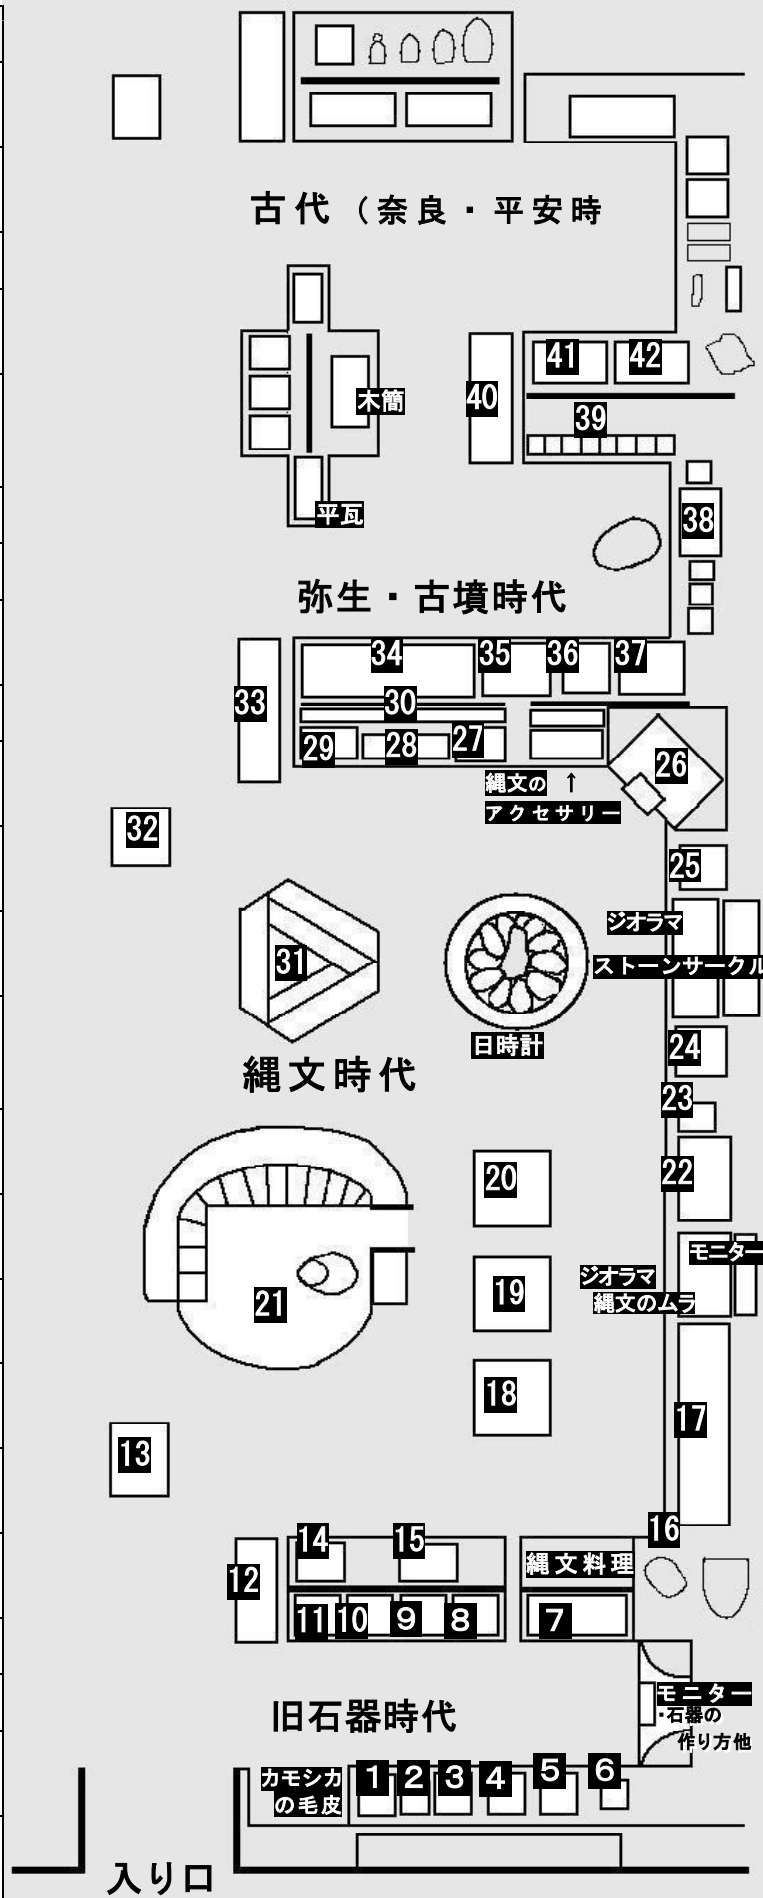 古代（奈良・平安時
41
42
木簡
40
39
平瓦
38
弥生・古墳時代
34
35
36
37
33
30
29
28
27
26
縄文の ↑
アクセサリー
32
25
ジオラマ
31
ストーンサークル
日時計
24
縄文時代
23
20
22
モニター
ジオラマ
縄文のムラ
19
21
18
17
13
16
14
15
縄文料理
12
11
10
9
8
7
旧石器時代
モニター
・石器の
作り方他
カモシカ
の毛皮
1
2
3
4
5
6
入り口